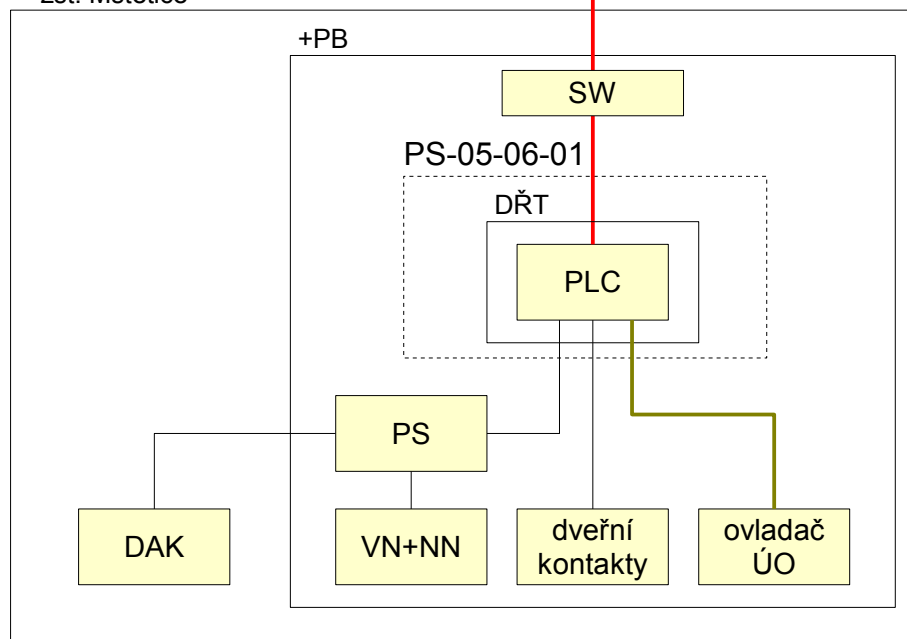 +PB
SW
PS-05-06-01
DŘT
PLC
PS
DAK
VN+NN
dveřní
kontakty
ovladač
ÚO